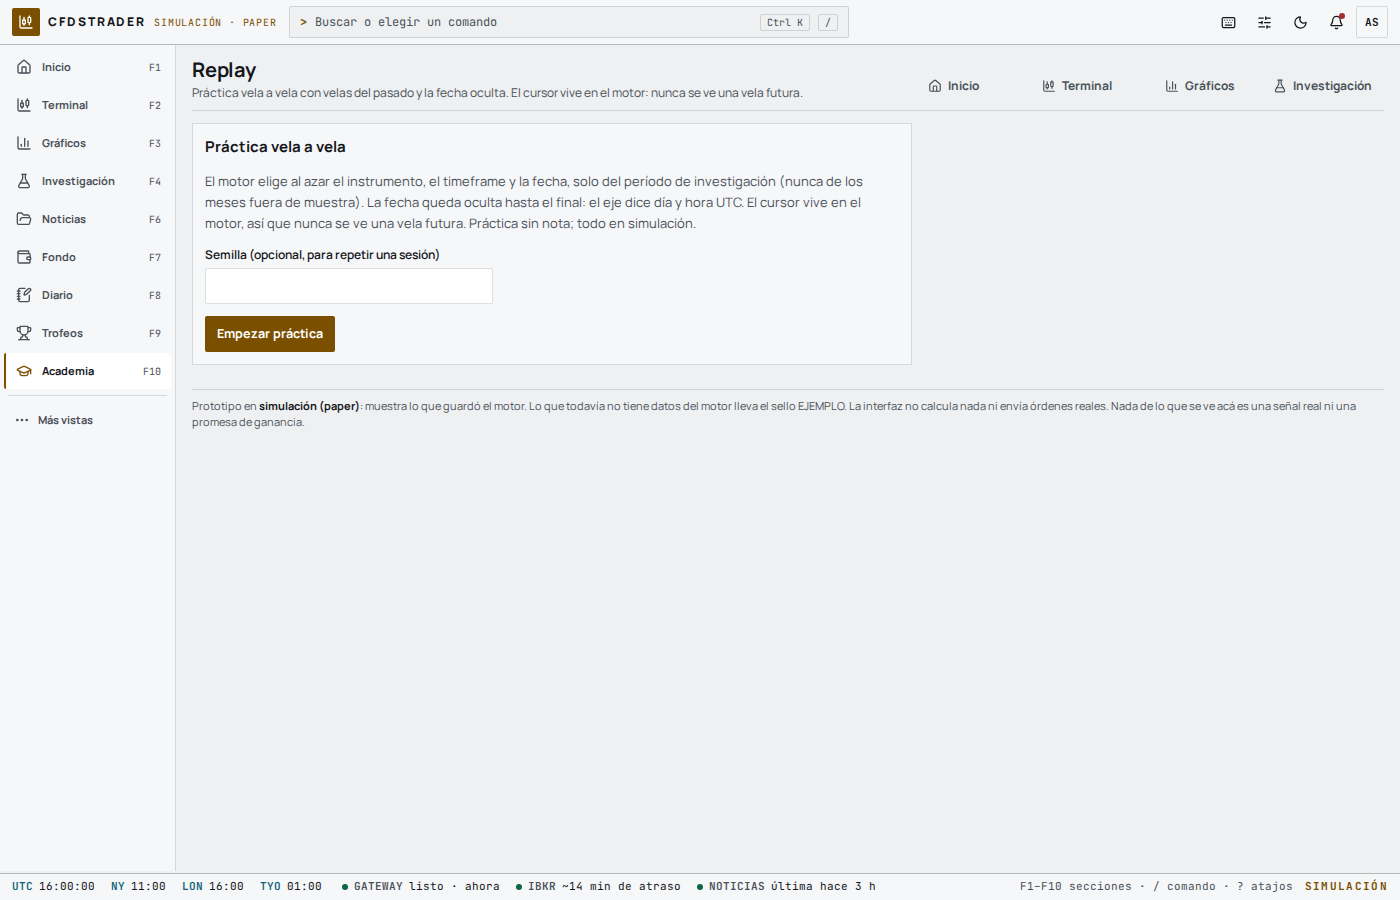 CFDSTRADER SIMULACIÓN · PAPER
> Buscar o elegir un comando Ctrl K /
AS
Inicio F1
Terminal F2
Gráficos F3
Investigación F4
Noticias F6
Fondo F7
Diario F8
Trofeos F9
Academia F10
Más vistas
Replay
Práctica vela a vela con velas del pasado y la fecha oculta. El cursor vive en el motor: nunca se ve una vela futura.
Inicio Terminal Gráficos Investigación
Práctica vela a vela
El motor elige al azar el instrumento, el timeframe y la fecha, solo del período de investigación (nunca de los
meses fuera de muestra). La fecha queda oculta hasta el final: el eje dice día y hora UTC. El cursor vive en el
motor, así que nunca se ve una vela futura. Práctica sin nota; todo en simulación.
Semilla (opcional, para repetir una sesión)
Empezar práctica
Prototipo en simulación (paper): muestra lo que guardó el motor. Lo que todavía no tiene datos del motor lleva el sello EJEMPLO. La interfaz no calcula nada ni envía órdenes reales. Nada de lo que se ve acá es una señal real ni una
promesa de ganancia.
UTC 16:00:00 NY 11:00 LON 16:00 TYO 01:00 GATEWAY listo · ahora IBKR ~14 min de atraso NOTICIAS última hace 3 h F1–F10 secciones · / comando · ? atajos SIMULACIÓN